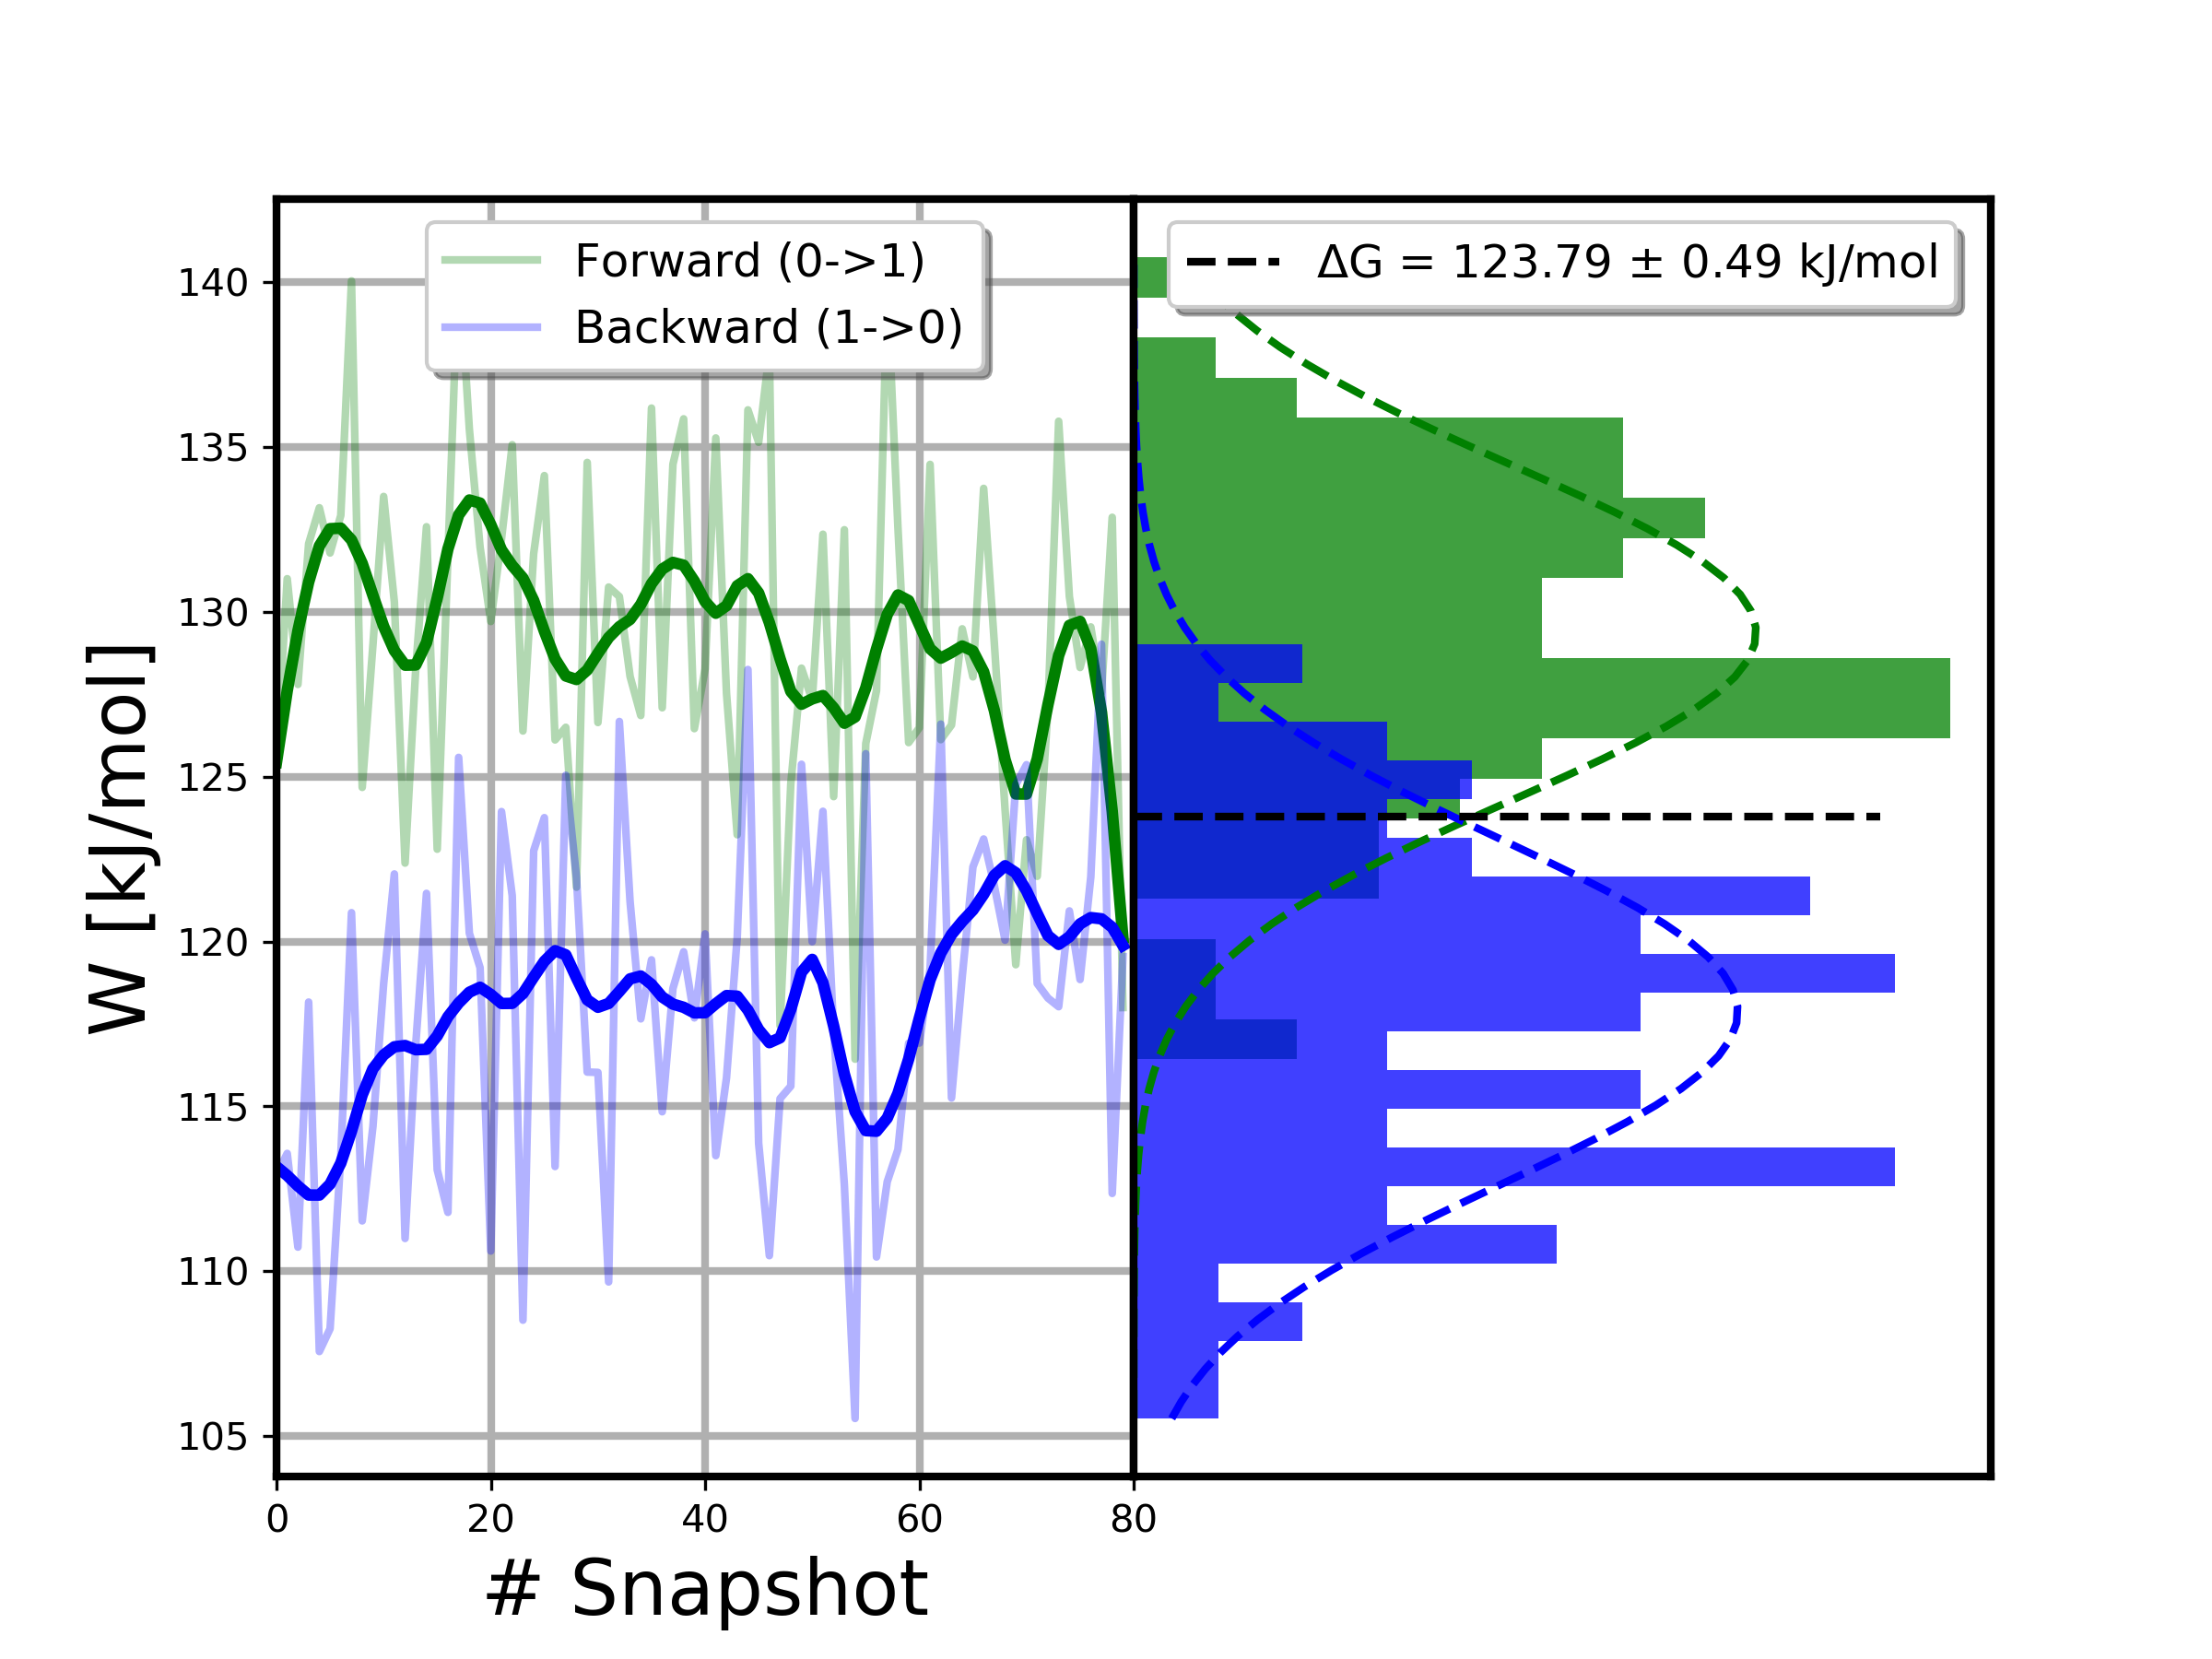 Forward (0->1)
Backward (1->0)
ΔG = 123.79 ± 0.49 kJ/mol
140
135
130
125
120
115
110
105
W [kJ/mol]
0 20 40 60 80
# Snapshot